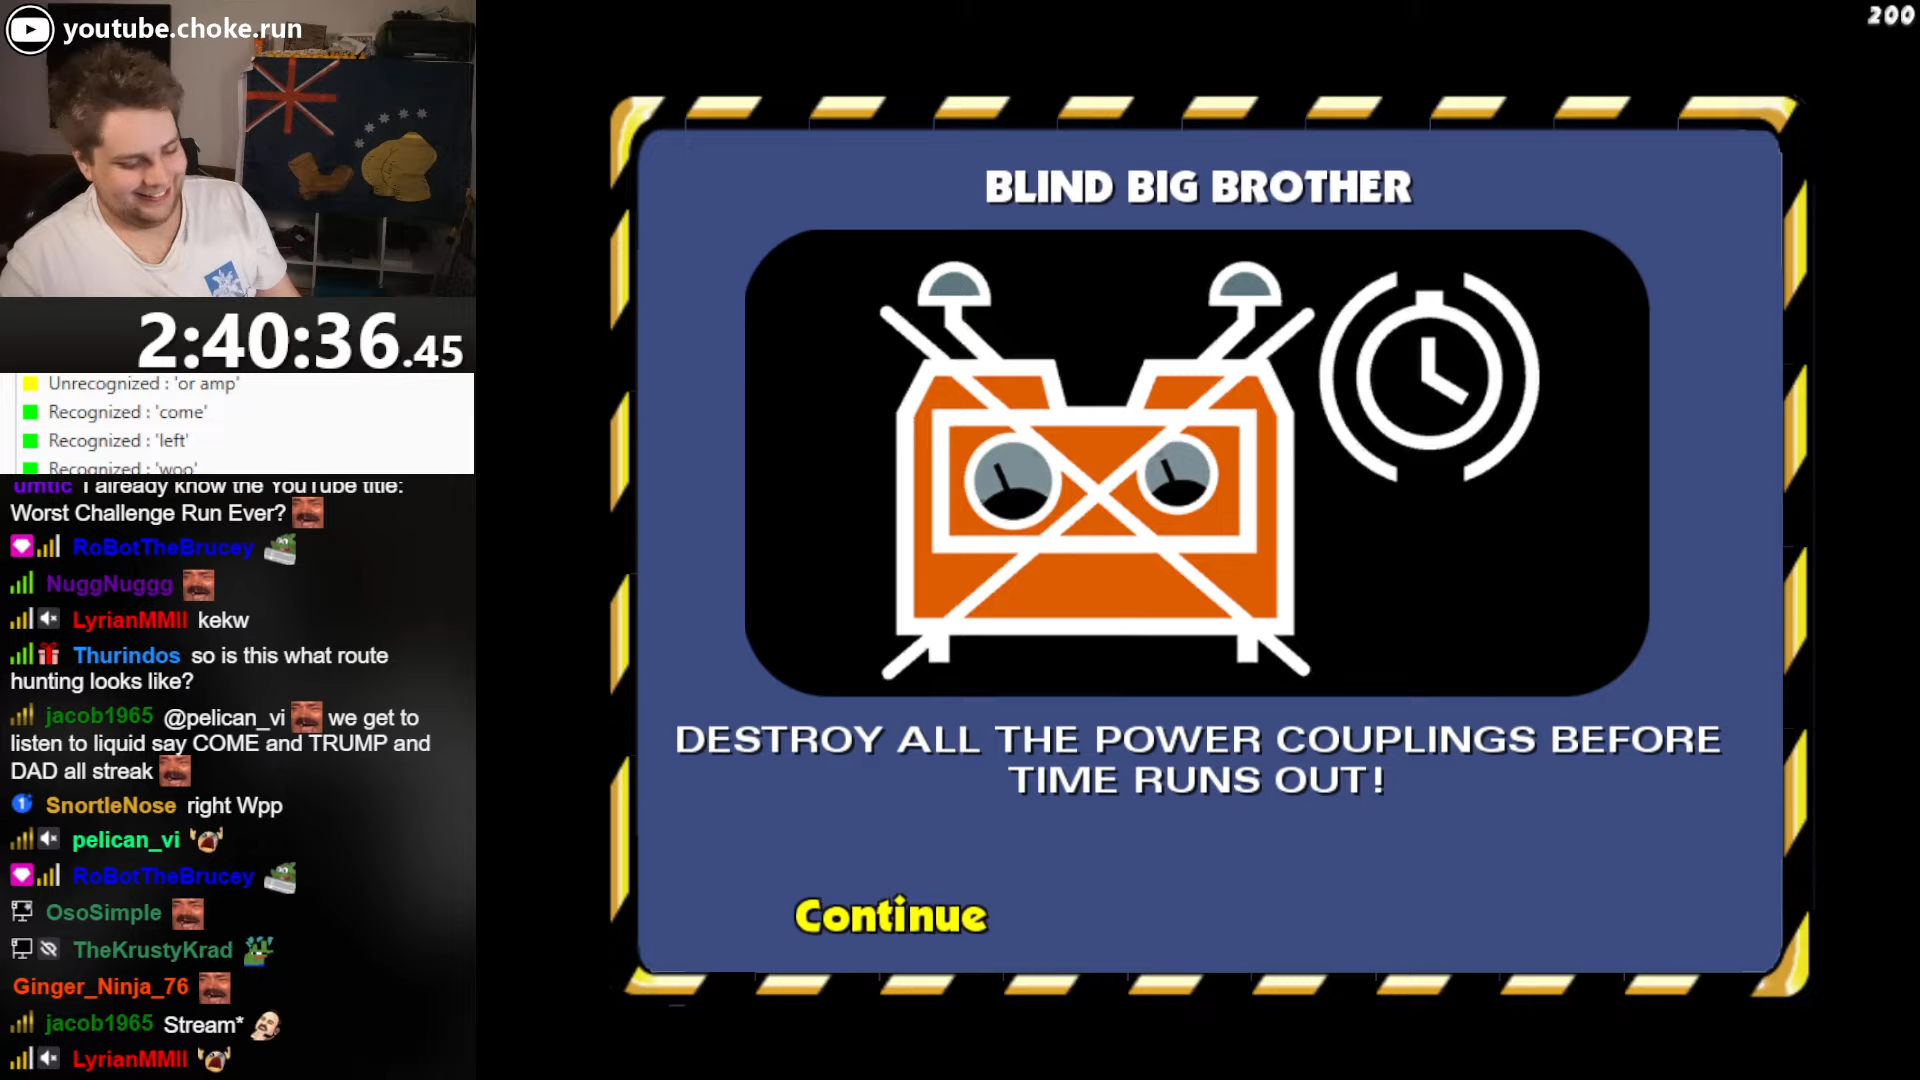 youtube.choke.run
200
BLIND BIG BROTHER
2:40:36.45
Unrecognized : 'or amp'
Recognized : 'come'
Recognized : 'left'
Recognized : 'woo'
umtic I already know the YouTube title:
Worst Challenge Run Ever?
RoBotTheBrucey
NuggNuggg
LyrianMMII kekw
Thurindos so is this what route
hunting looks like?
jacob1965 @pelican_vi we get to
listen to liquid say COME and TRUMP and
DAD all streak
SnortleNose right Wpp
pelican_vi
RoBotTheBrucey
OsoSimple
TheKrustyKrad
Ginger_Ninja_76
jacob1965 Stream*
LyrianMMII
DESTROY ALL THE POWER COUPLINGS BEFORE
TIME RUNS OUT!
Continue